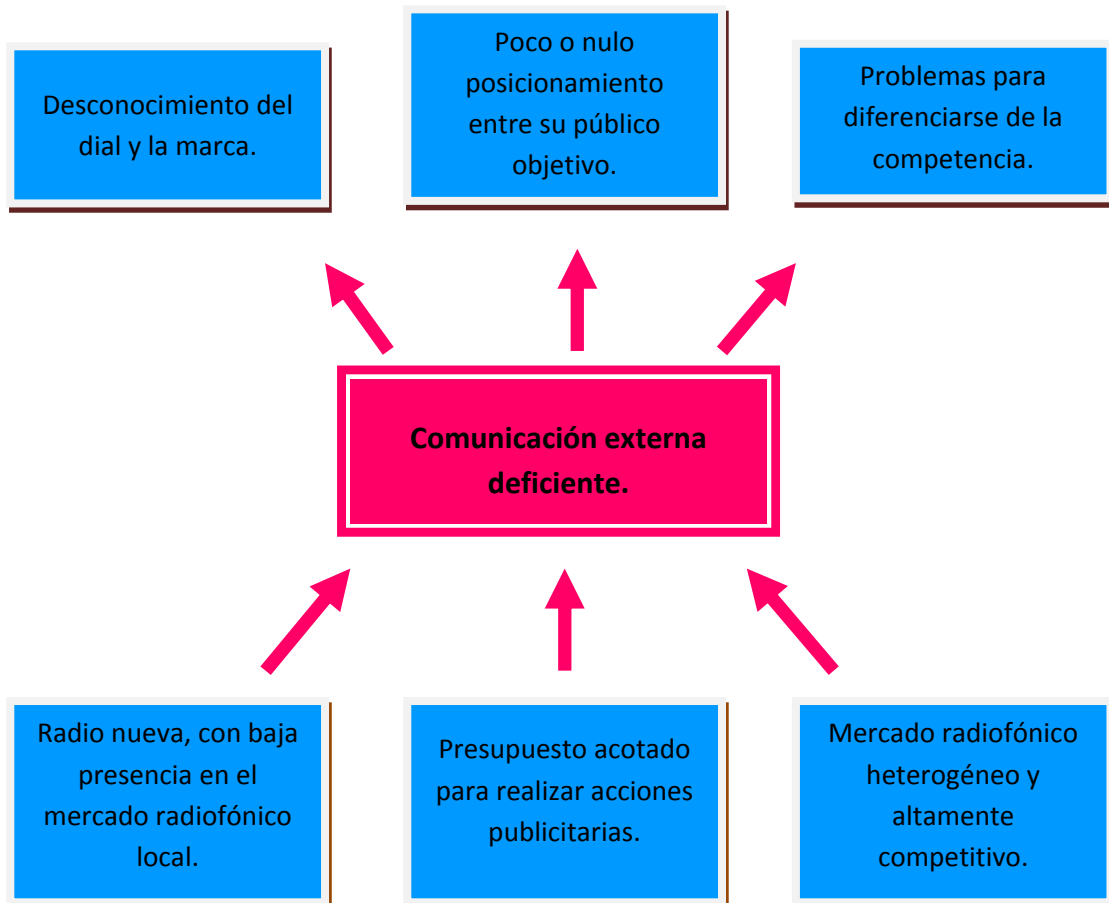 Desconocimiento del
dial y la marca.
Poco o nulo
posicionamiento
entre su público
objetivo.
Problemas para
diferenciarse de la
competencia.
Comunicación externa
deficiente.
Radio nueva, con baja
presencia en el
mercado radiofónico
local.
Presupuesto acotado
para realizar acciones
publicitarias.
Mercado radiofónico
heterogéneo y
altamente
competitivo.